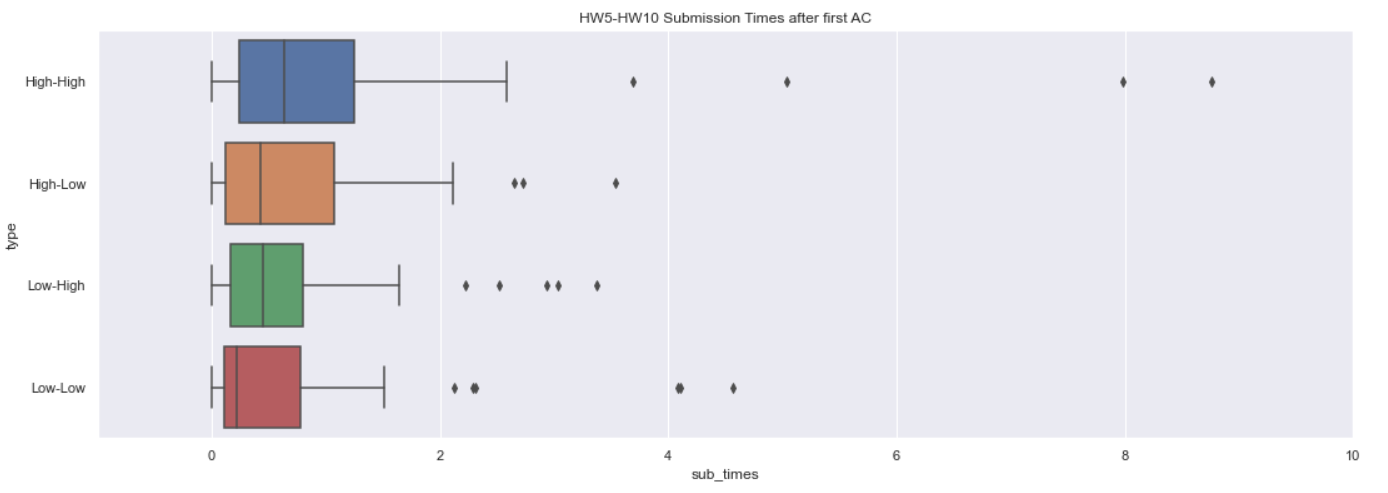 HW5-HW10 Submission Times after first AC
High-High
High-Low
Low-High
Low-Low
type
0 2 4 6 8 10
sub_times